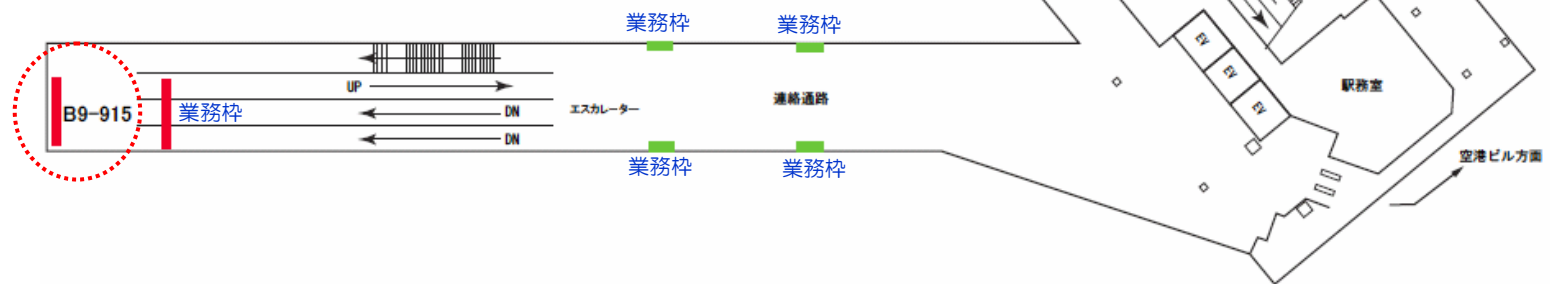 業務枠
業務枠
EV
EV
EV
駅務室
UP
B9-915
業務枠
DN
エスカレーター
連絡通路
DN
業務枠
業務枠
空港ビル方面